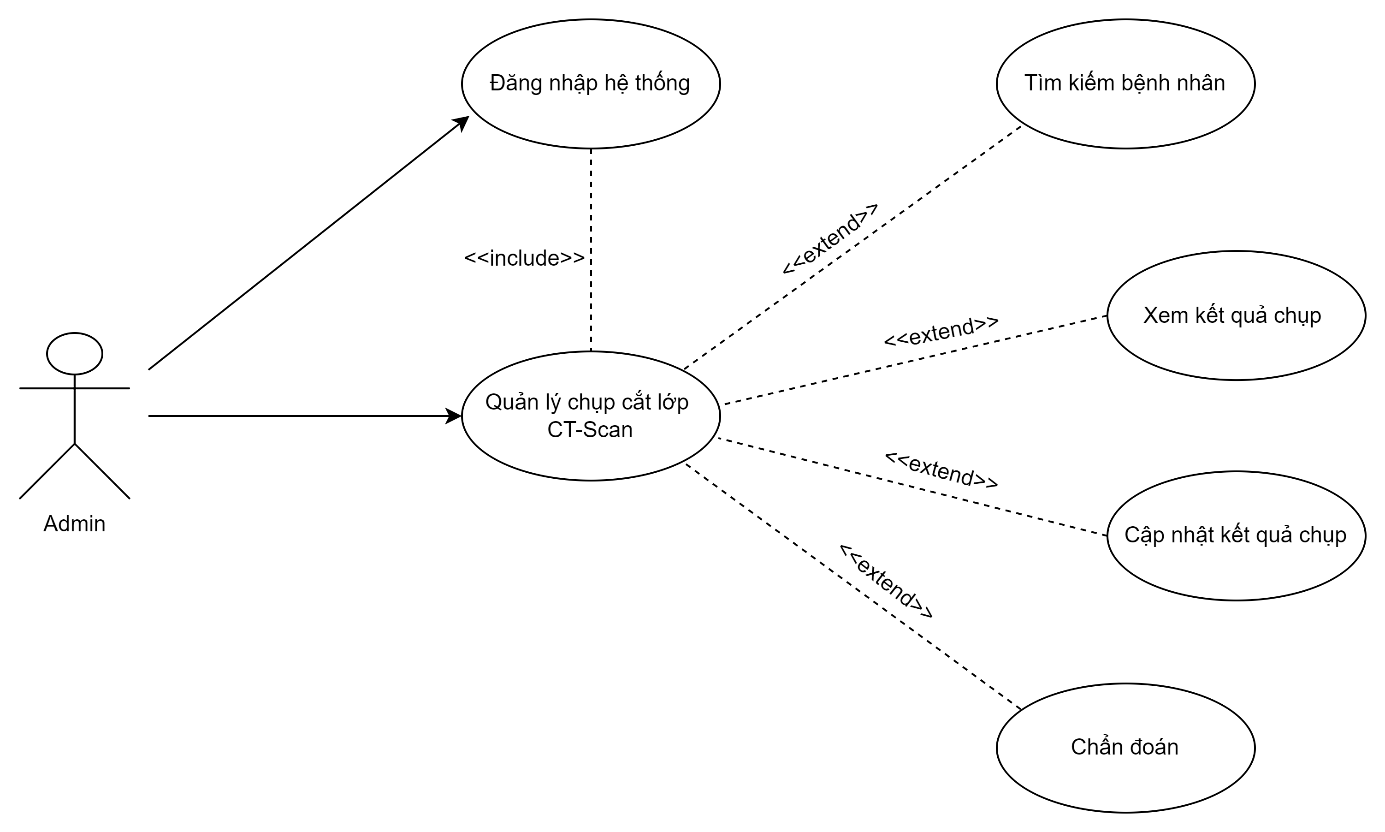 Đăng nhập hệ thống
Tìm kiếm bệnh nhân
<<extend>>
<<include>>
<<extend>>
Xem kết quả chụp
Quản lý chụp cắt lớp
CT-Scan
<<extend>>
Admin
Cập nhật kết quả chụp
<<extend>>
Chẩn đoán